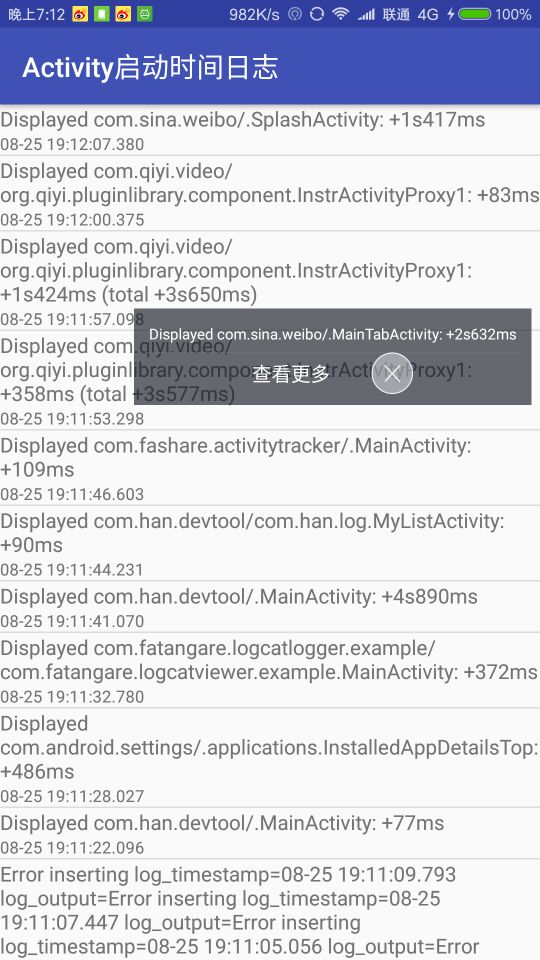 晚上7:12 982K/s 联通 4G 100%
Activity启动时间日志
Displayed com.sina.weibo/.SplashActivity: +1s417ms
08-25 19:12:07.380
Displayed com.qiyi.video/
org.qiyi.pluginlibrary.component.InstrActivityProxy1: +83ms
08-25 19:12:00.375
Displayed com.qiyi.video/
org.qiyi.pluginlibrary.component.InstrActivityProxy1:
+1s424ms (total +3s650ms)
08-25 19:11:57.098
Displayed com.sina.weibo/.MainTabActivity: +2s632ms
查看更多
Displayed com.qiyi.video/
org.qiyi.pluginlibrary.component.InstrActivityProxy1:
+358ms (total +3s577ms)
08-25 19:11:53.298
Displayed com.fashare.activitytracker/.MainActivity:
+109ms
08-25 19:11:46.603
Displayed com.han.devtool/com.han.log.MyListActivity:
+90ms
08-25 19:11:44.231
Displayed com.han.devtool/.MainActivity: +4s890ms
08-25 19:11:41.070
Displayed com.fatangare.logcatlogger.example/
com.fatangare.logcatviewer.example.MainActivity: +372ms
08-25 19:11:32.780
Displayed
com.android.settings/.applications.InstalledAppDetailsTop:
+486ms
08-25 19:11:28.027
Displayed com.han.devtool/.MainActivity: +77ms
08-25 19:11:22.096
Error inserting log_timestamp=08-25 19:11:09.793
log_output=Error inserting log_timestamp=08-25
19:11:07.447 log_output=Error inserting
log_timestamp=08-25 19:11:05.056 log_output=Error